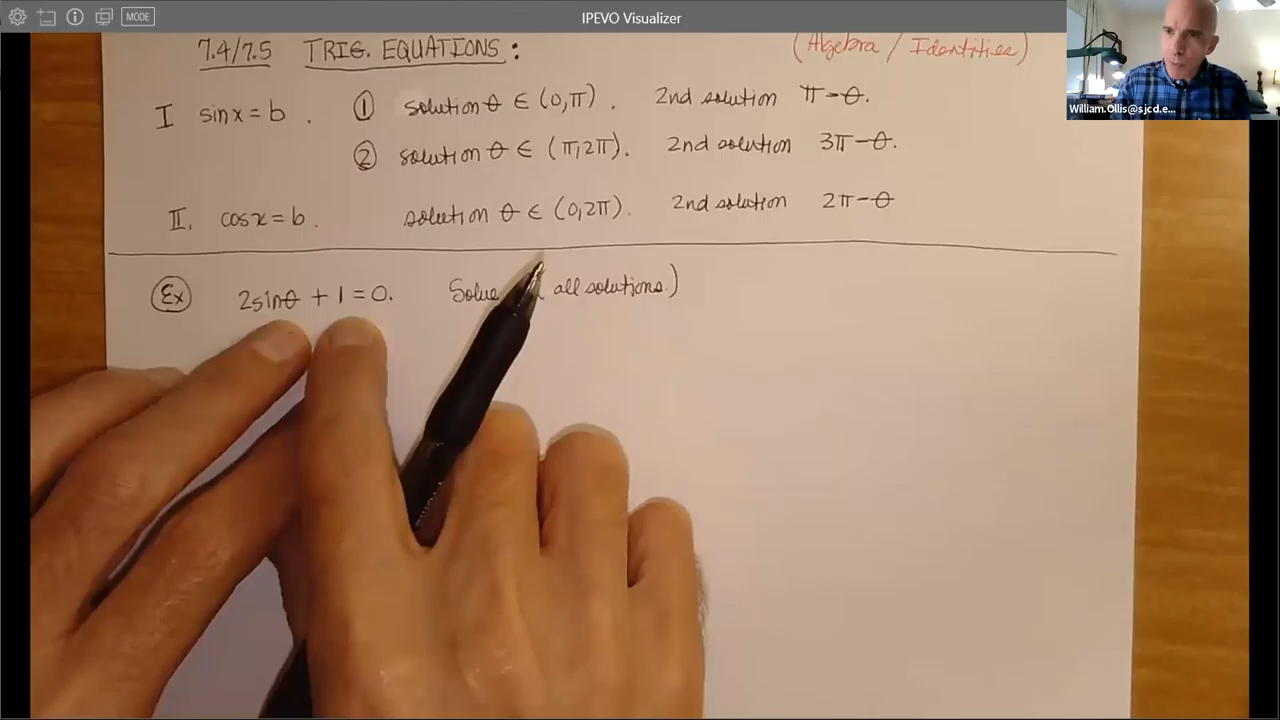 IPEVO Visualizer
MODE
7.4/7.5 TRIG. EQUATIONS: (Algebra / Identities)
I sinx = b. ① solution θ ∈ (0,π). 2nd solution π-θ.
② solution θ ∈ (π,2π). 2nd solution 3π-θ.
II. cosx = b. solution θ ∈ (0,2π). 2nd solution 2π-θ
Ex 2sinθ + 1 = 0. Solve ( all solutions.)
William.Ollis@sjcd.e...